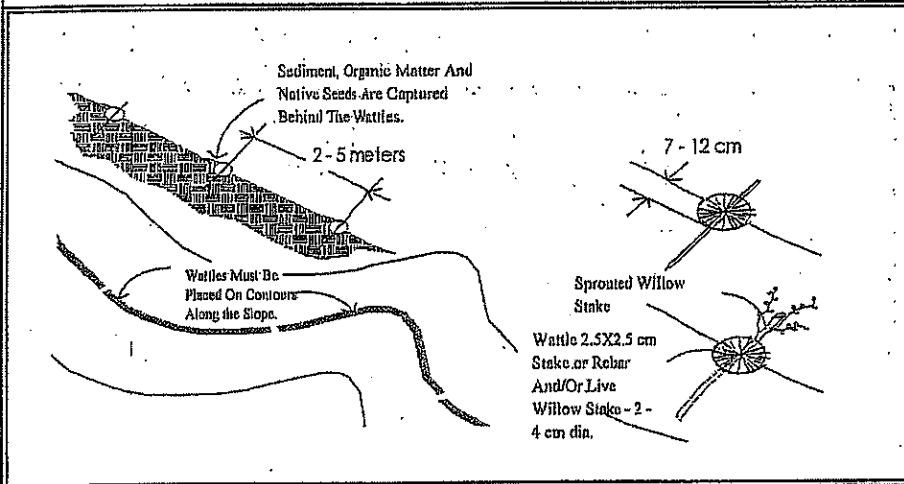 Sediment, Organic Matter And
Native Seeds Are Captured
Behind The Wattles.
2 - 5 meters
7 - 12 cm
Wattles Must Be
Placed On Contours
Along the Slope.
Sprouted Willow
Stake
Wattle 2.5X2.5 cm
Stake or Rebar
And/Or Live
Willow Stake - 2 -
4 cm dia.